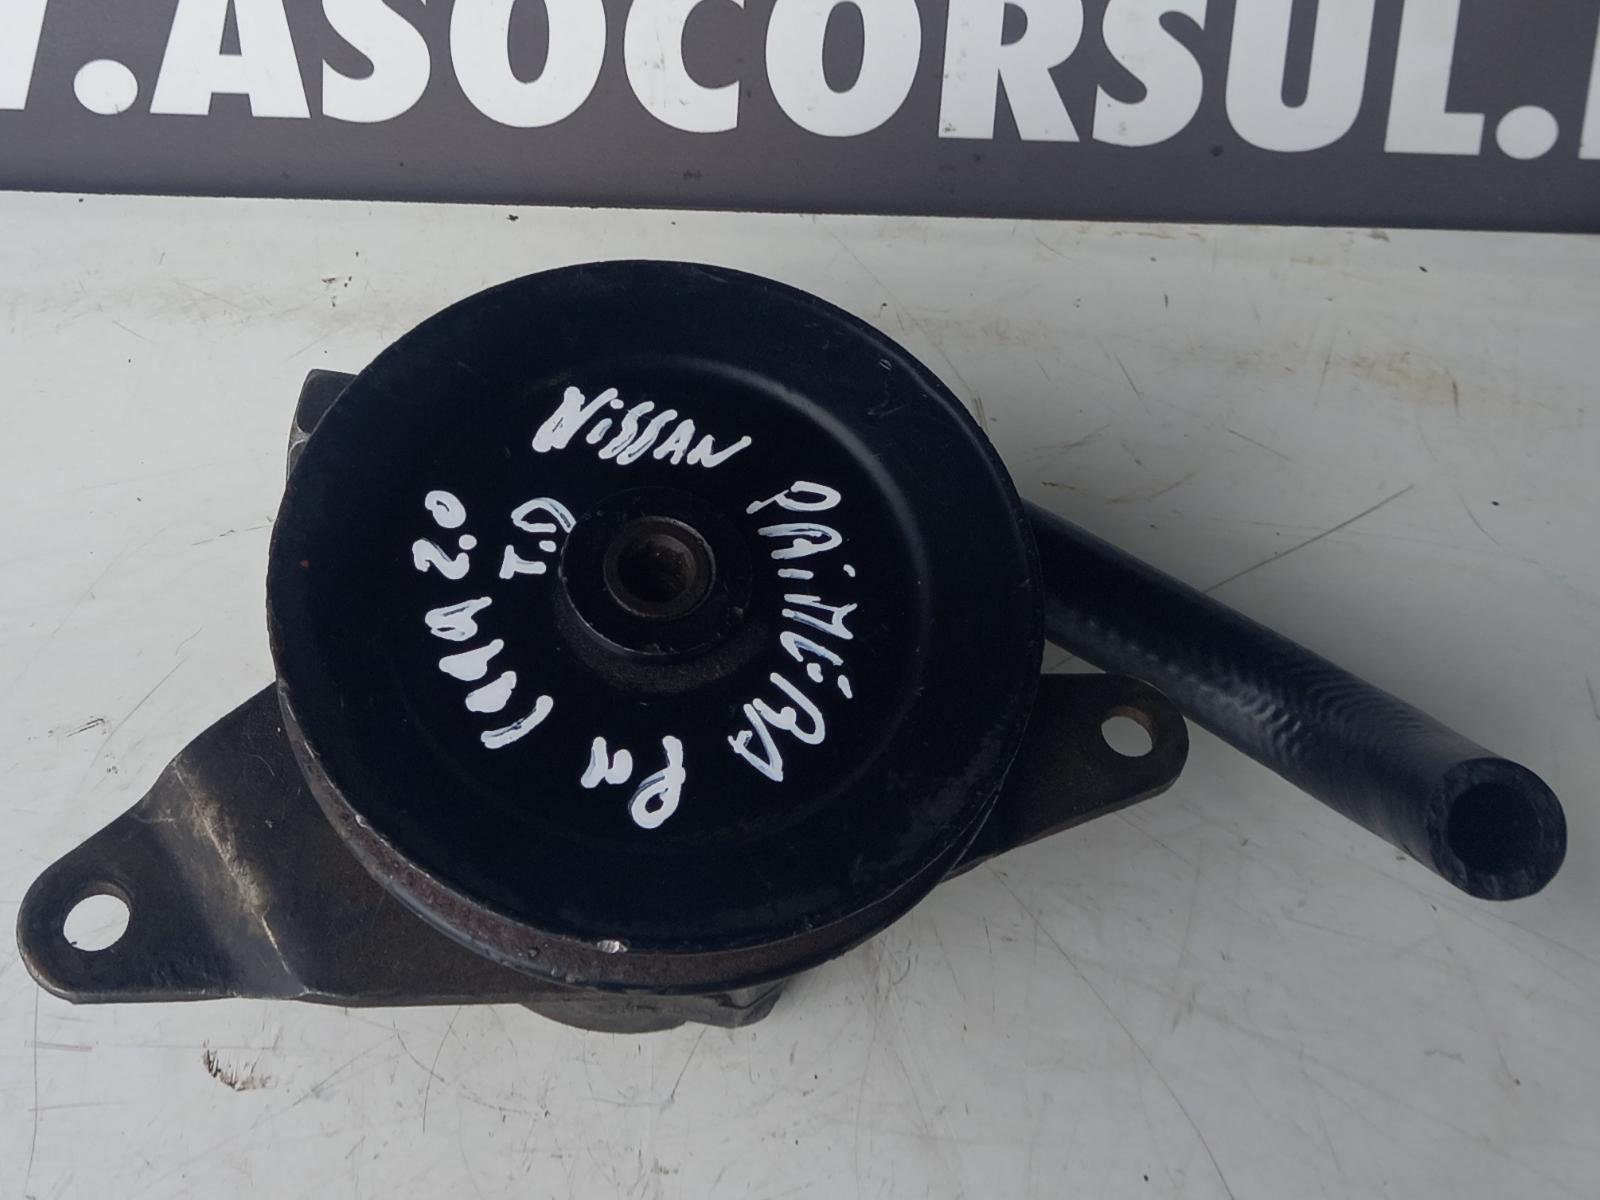 .ASOCORSUL.
NISSAN
PRIMERA
P11
1999 2.0
T.D